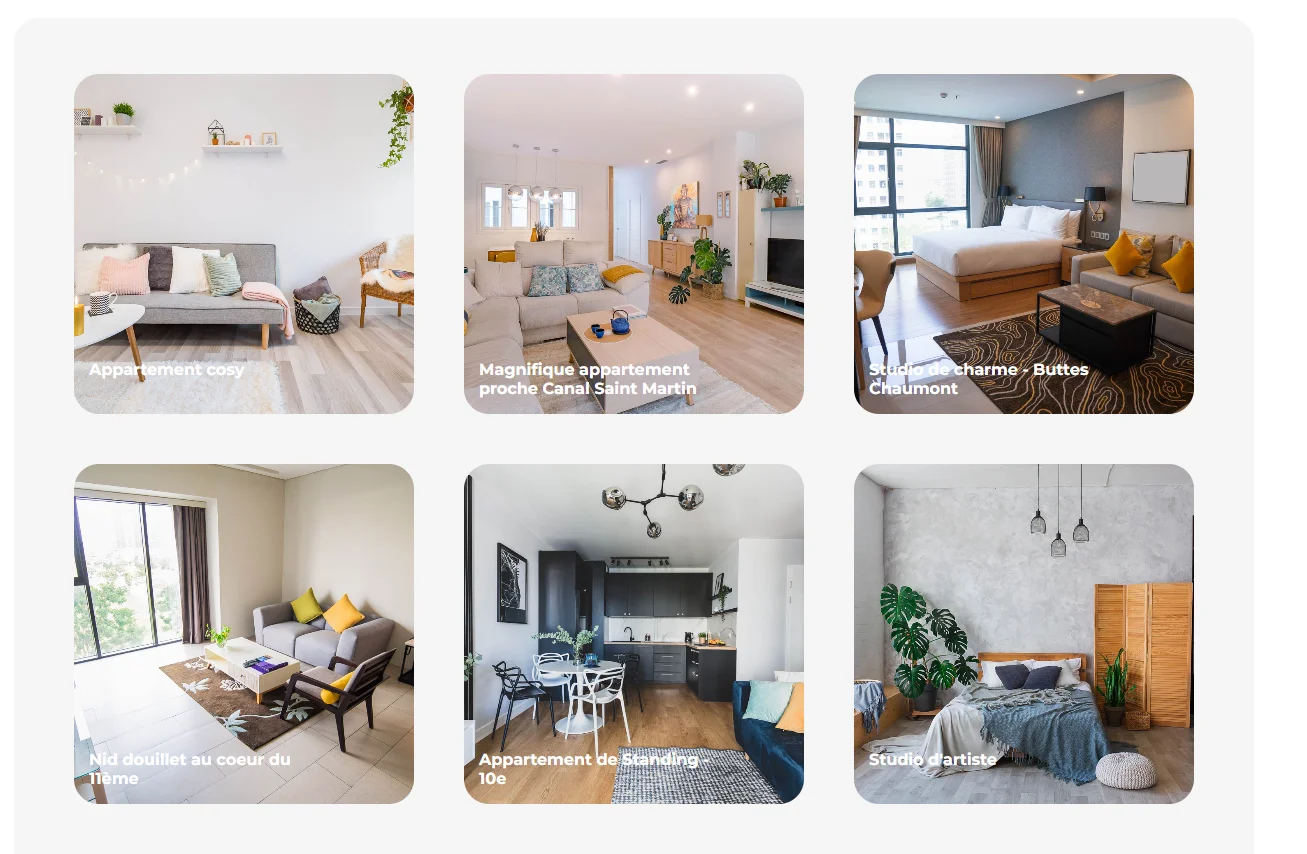 Appartement cosy
Magnifique appartement
proche Canal Saint Martin
Studio de charme - Buttes
Chaumont
Nid douillet au coeur du
11ème
Appartement de Standing -
10e
Studio d'artiste